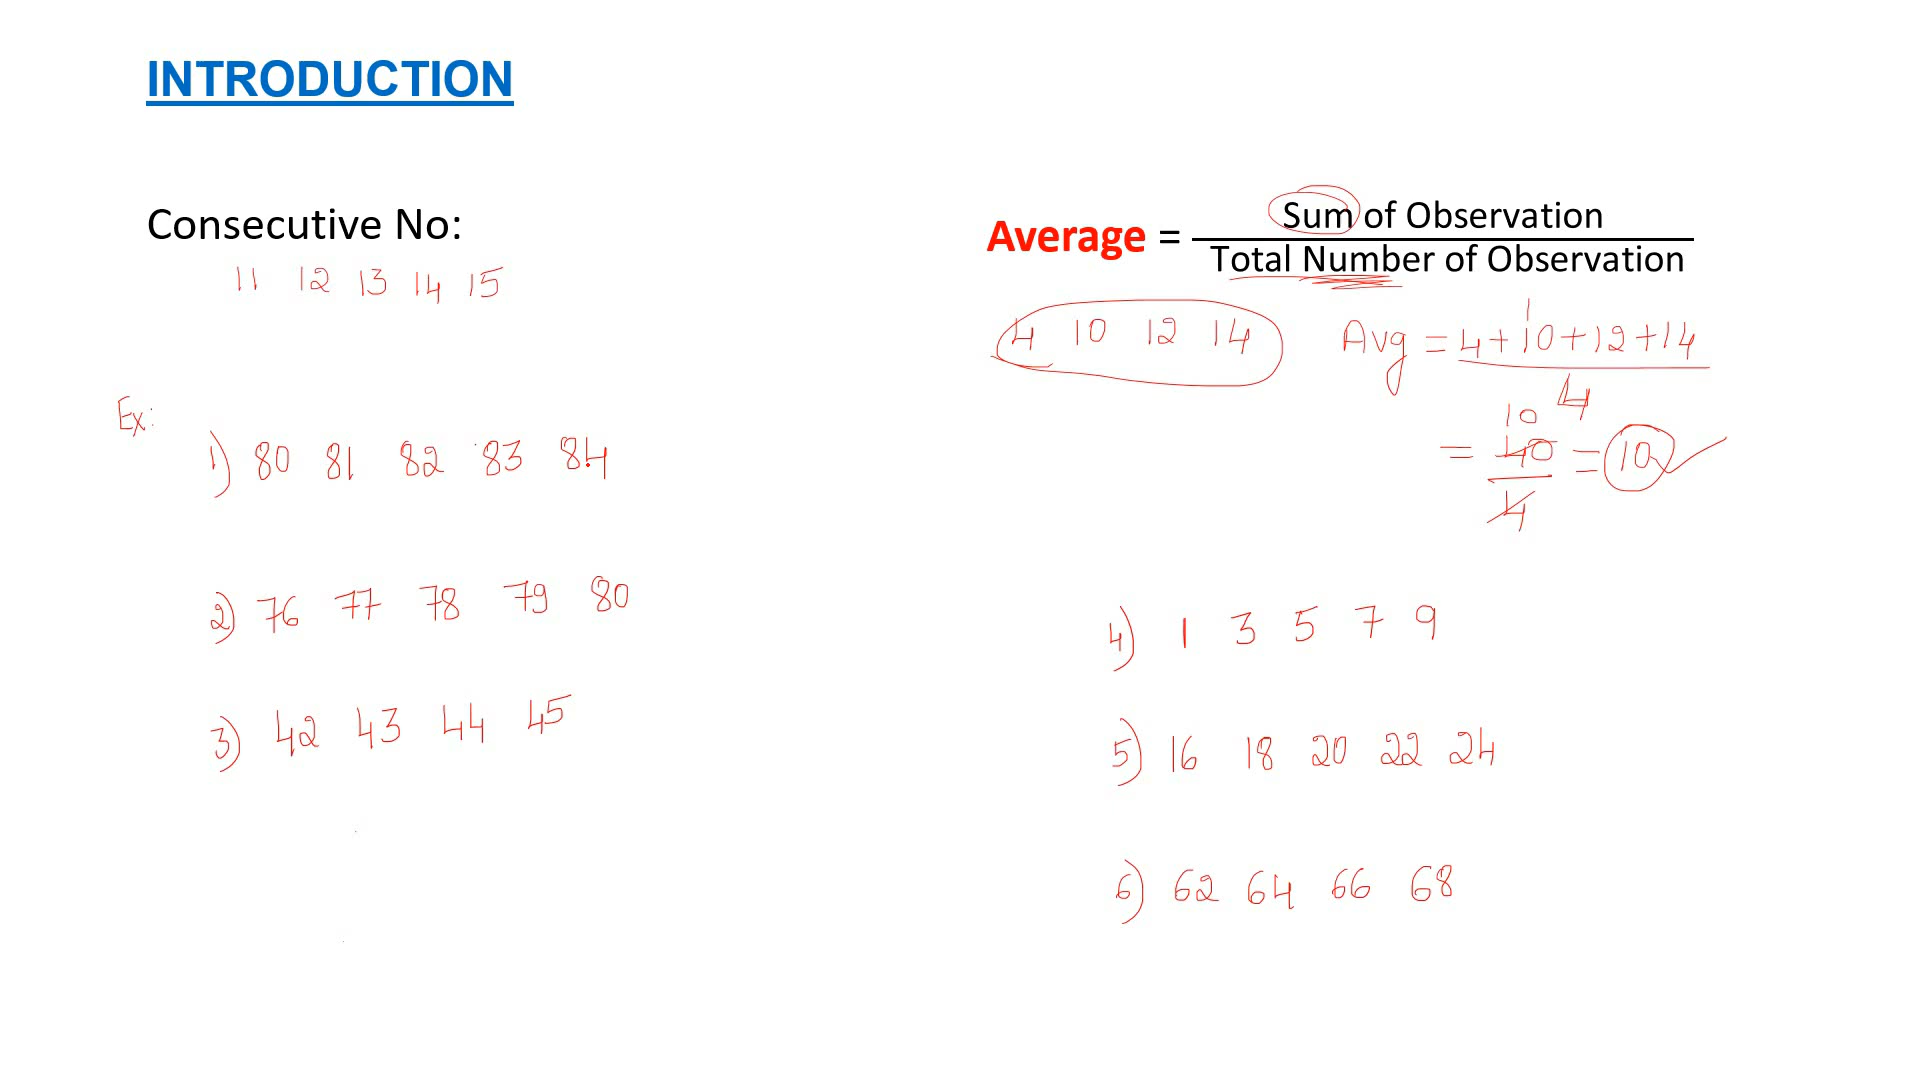 INTRODUCTION
Consecutive No:
11 12 13 14 15
Ex:
1) 80 81 82 83 84
2) 76 77 78 79 80
3) 42 43 44 45
Average = Sum of Observation
Total Number of Observation
4 10 12 14
Avg = 4+10+12+14
4
1
10
= 40 = 10
4
4) 1 3 5 7 9
5) 16 18 20 22 24
6) 62 64 66 68